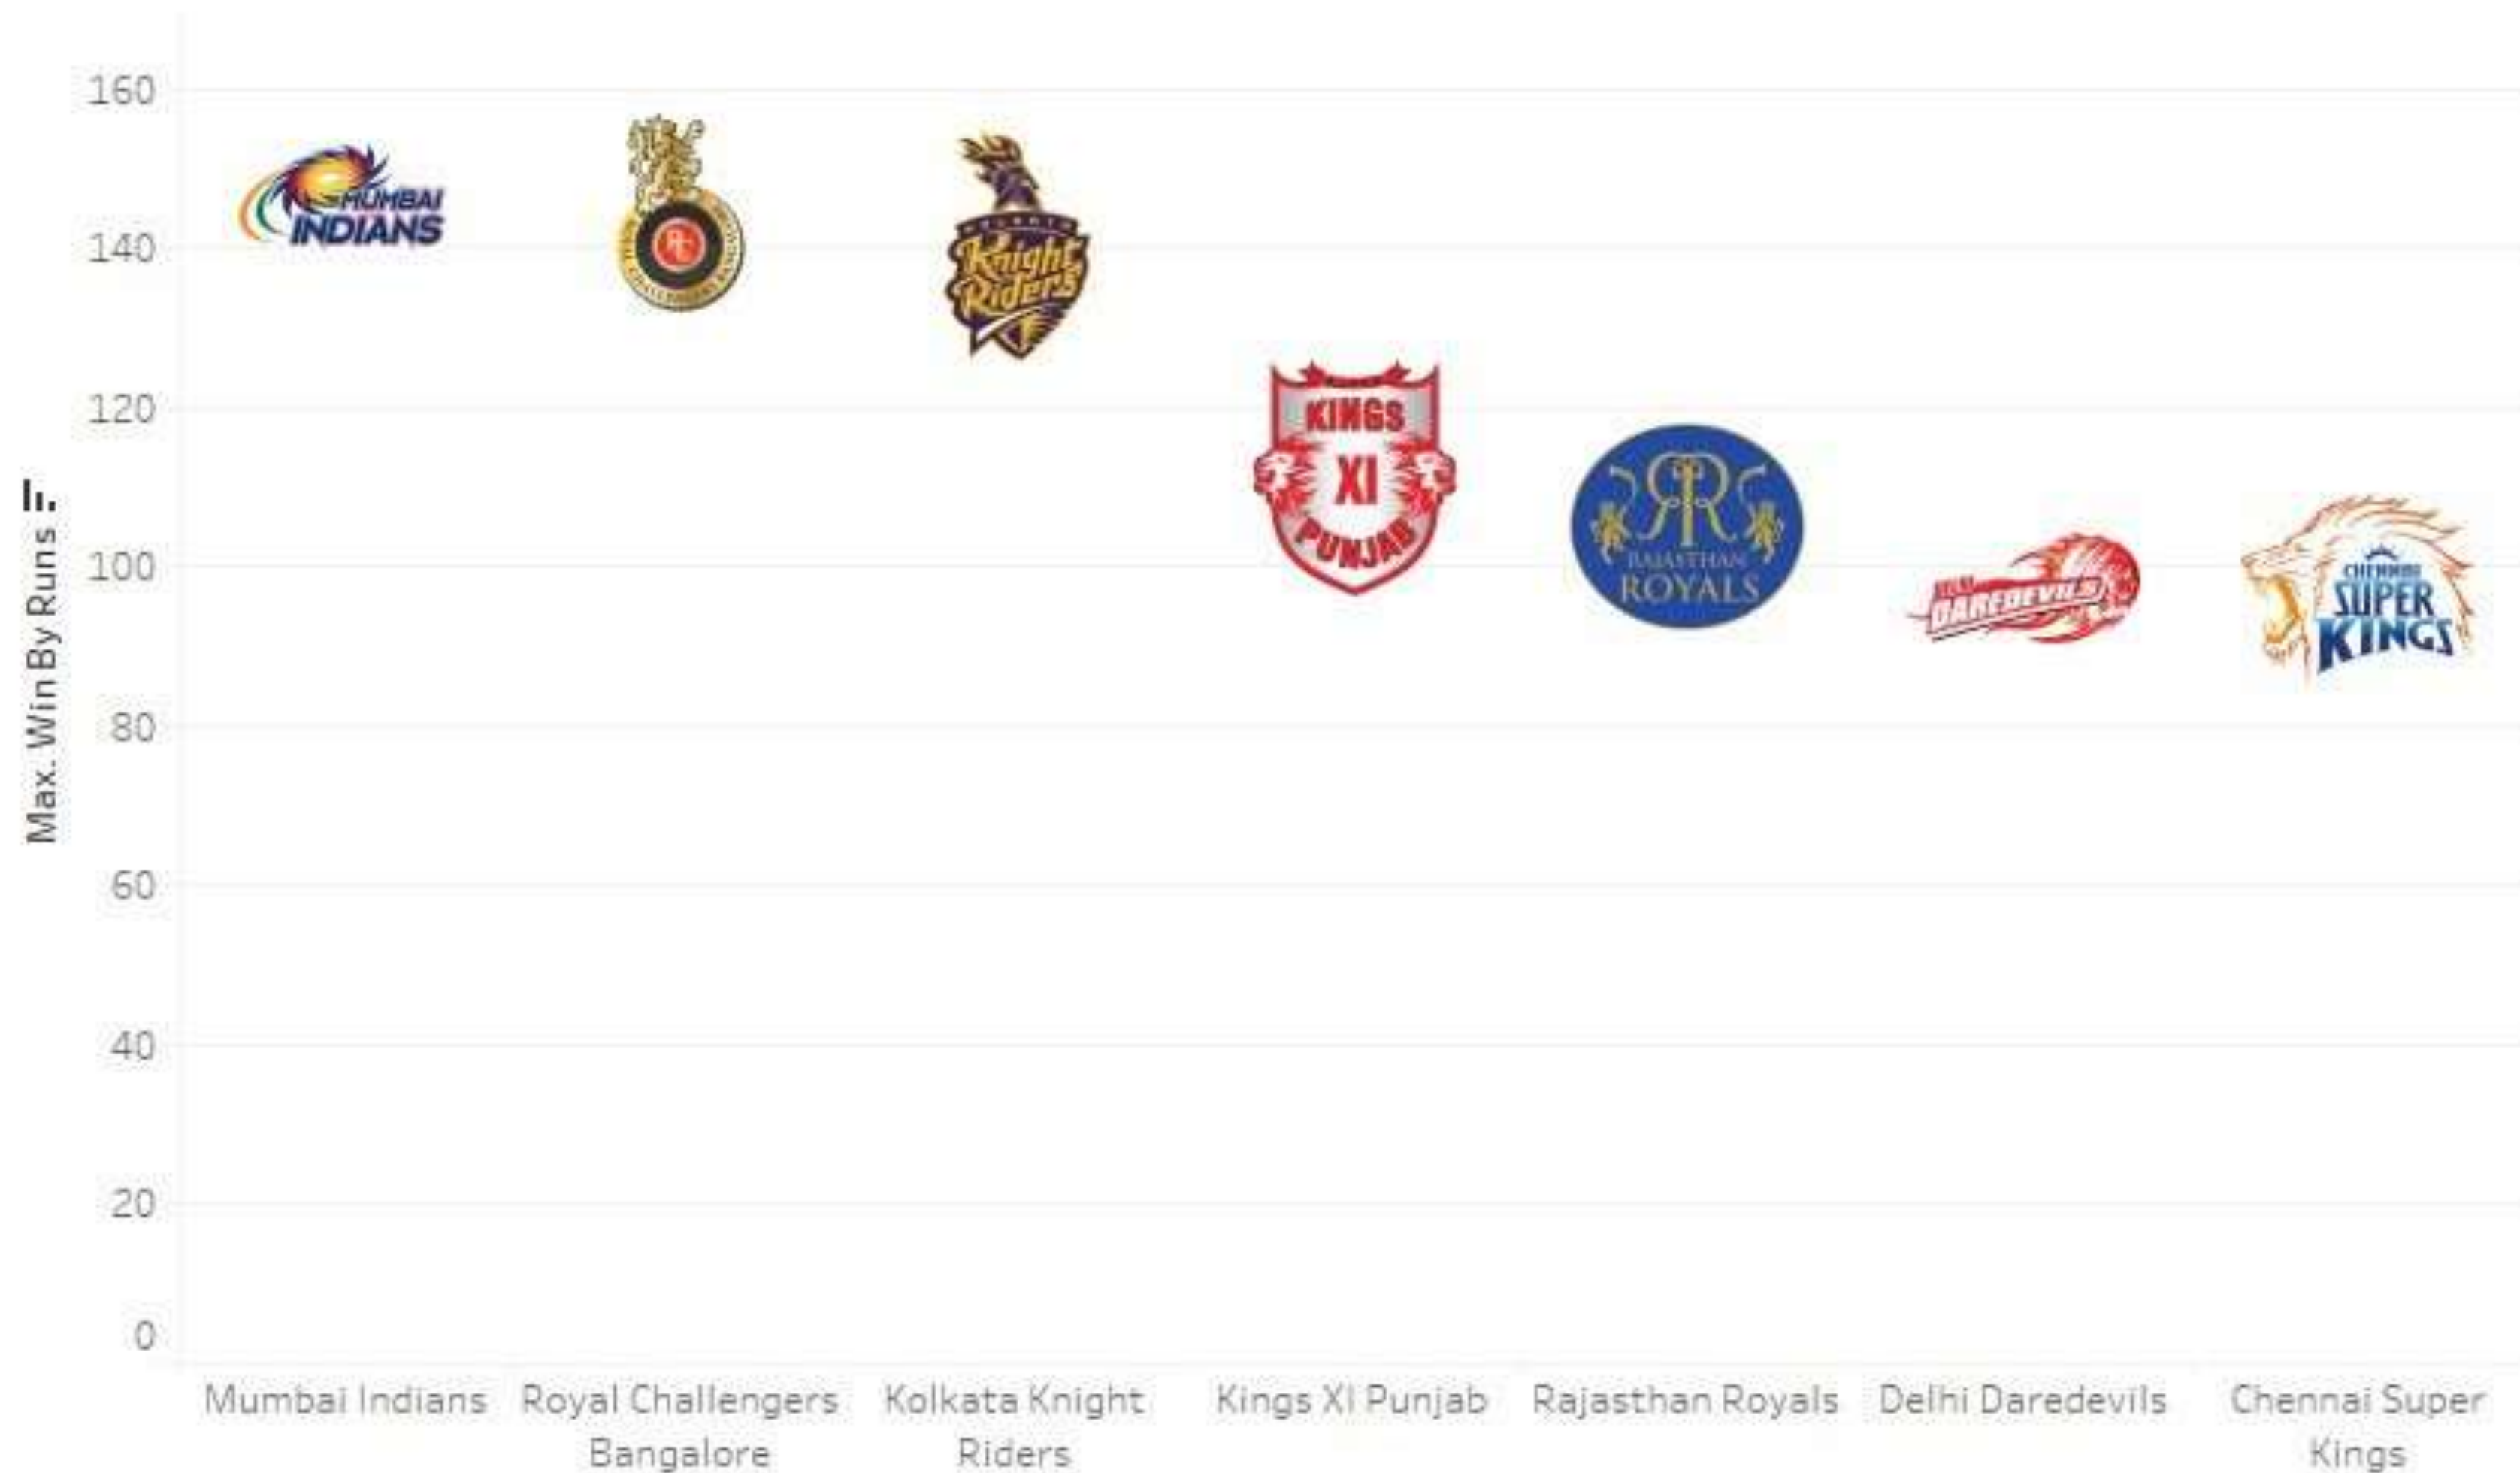 160
140
120
100
80
60
40
20
0
Max. Win By Runs
MUMBAI
INDIANS
Knight
Riders
KINGS
XI
PUNJAB
RAJASTHAN
ROYALS
DELHI
DAREDEVILS
CHENNAI
SUPER
KINGS
Mumbai Indians
Royal Challengers
Bangalore
Kolkata Knight
Riders
Kings XI Punjab
Rajasthan Royals
Delhi Daredevils
Chennai Super
Kings